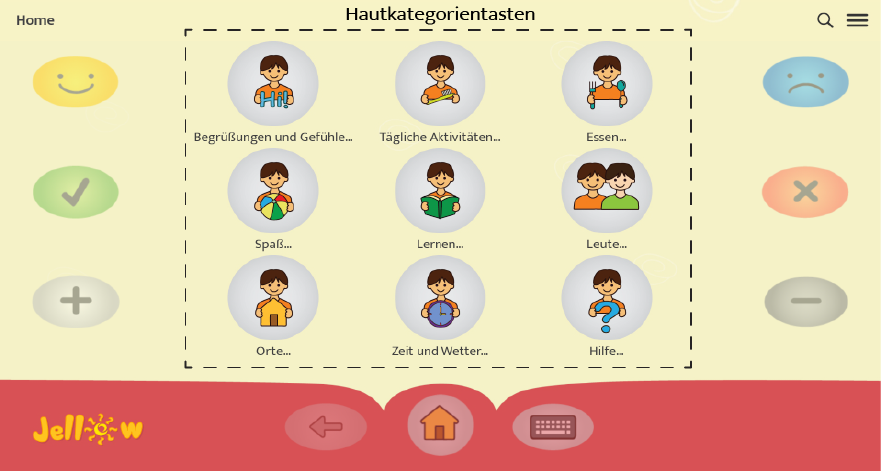 Hautkategorientasten
Home
Begrüßungen und Gefühle...
Tägliche Aktivitäten...
Essen...
Spaß...
Lernen...
Leute...
Orte...
Zeit und Wetter...
Hilfe...
Jellow